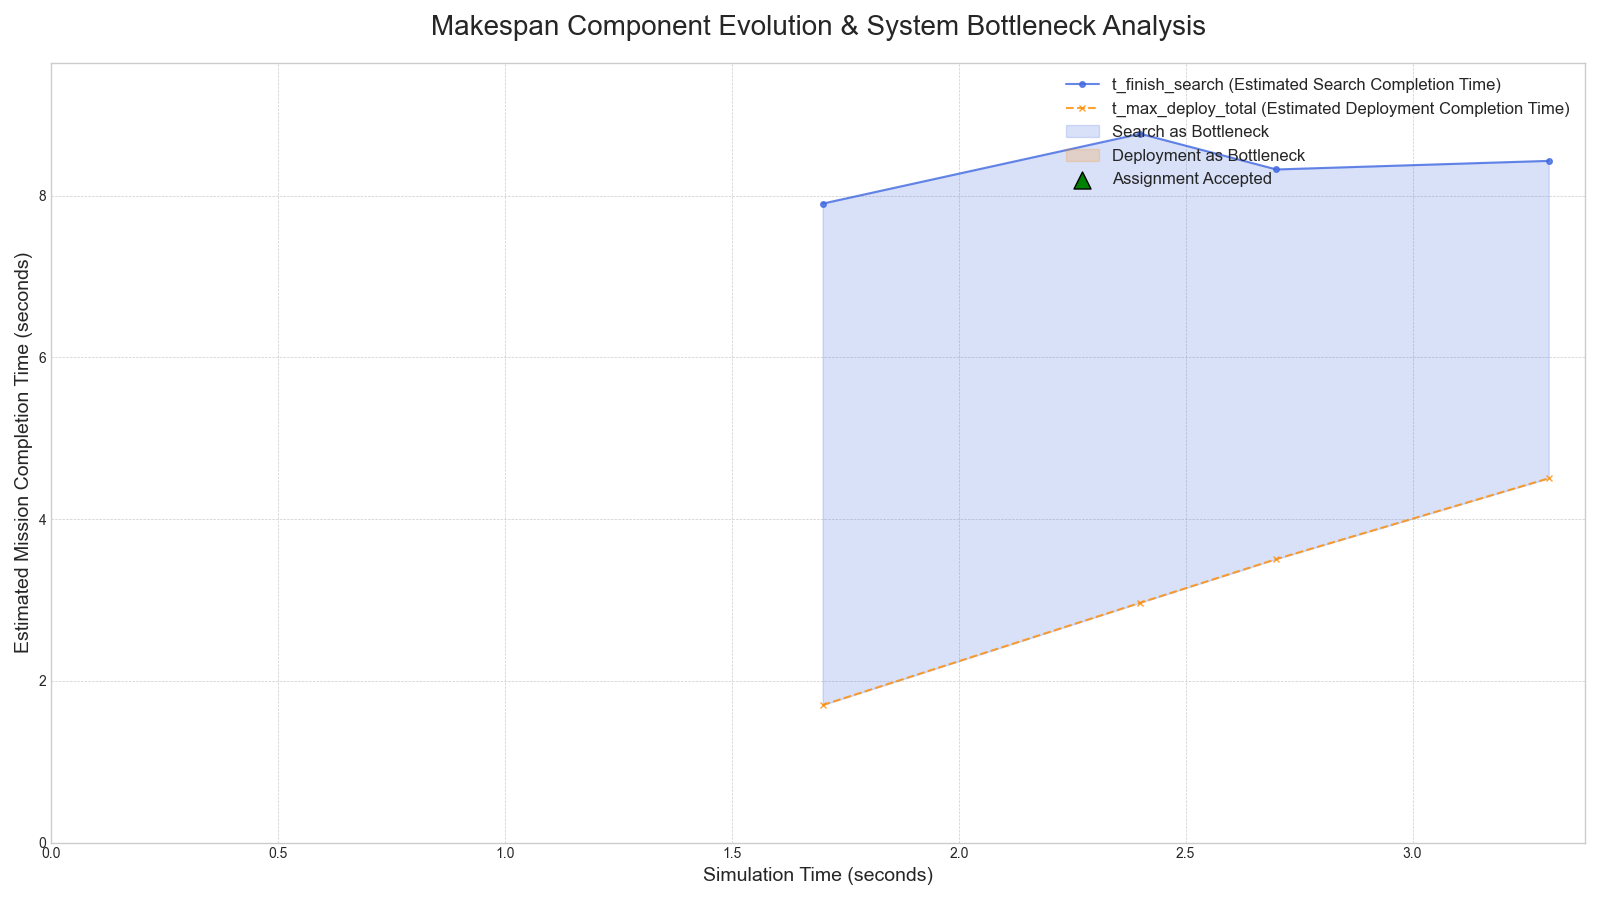 Makespan Component Evolution & System Bottleneck Analysis
t_finish_search (Estimated Search Completion Time)
t_max_deploy_total (Estimated Deployment Completion Time)
Search as Bottleneck
Deployment as Bottleneck
Assignment Accepted
Estimated Mission Completion Time (seconds)
8
6
4
2
0
0.0 0.5 1.0 1.5 2.0 2.5 3.0
Simulation Time (seconds)